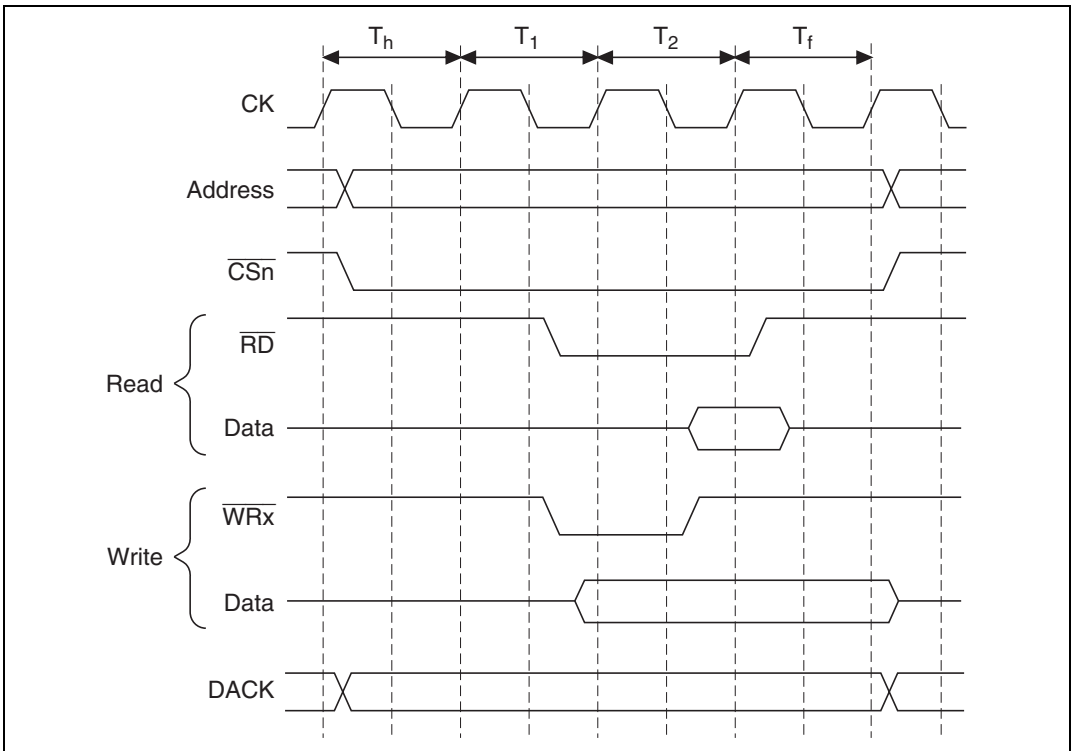 Th T1 T2 Tf
CK
Address
CSn
RD
Read
Data
WRx
Write
Data
DACK